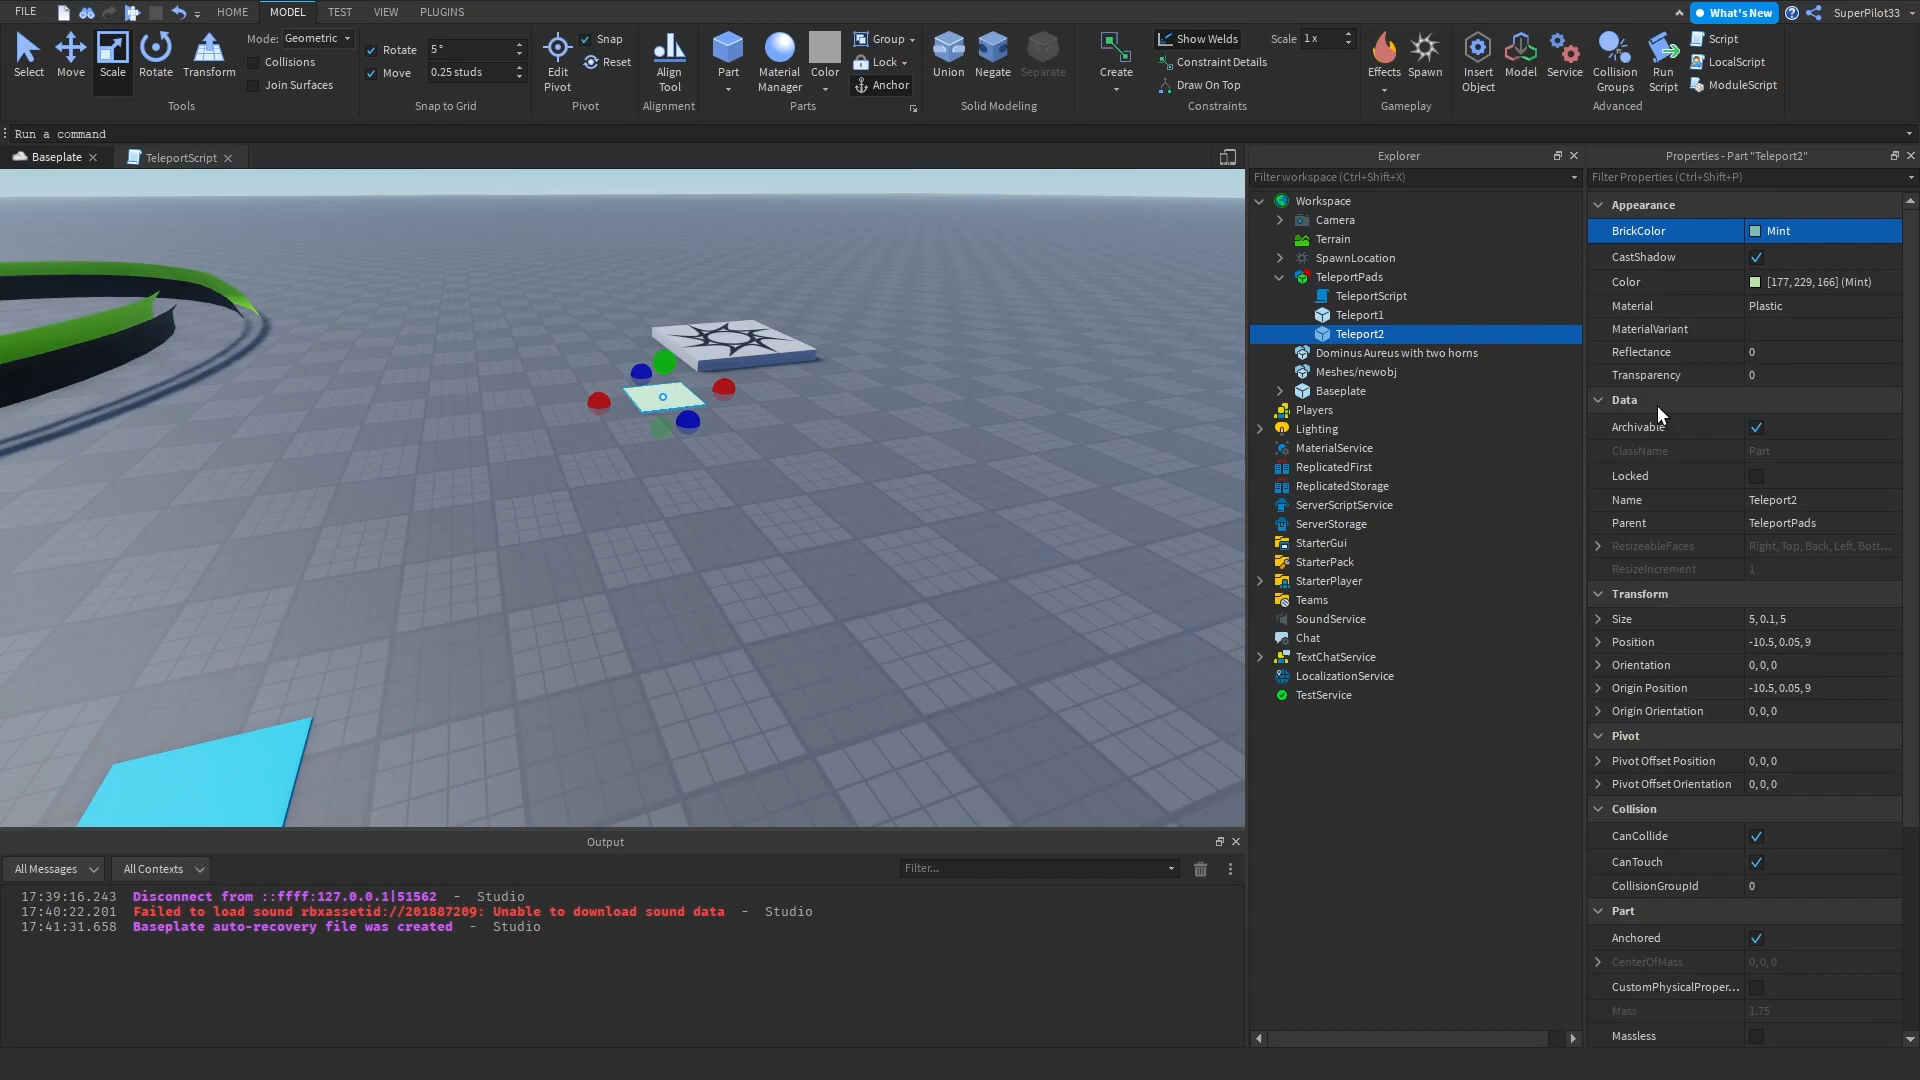 FILE HOME MODEL TEST VIEW PLUGINS What's New SuperPilot33
Select Move Scale Rotate Transform Mode: Geometric Collisions Join Surfaces
Tools
Rotate 5° Move 0.25 studs
Snap to Grid
Edit Pivot Snap Reset
Pivot
Align Tool
Alignment
Part Material Manager Color Group Lock Anchor
Parts
Union Negate Separate
Solid Modeling
Create Show Welds Scale 1 x Constraint Details Draw On Top
Constraints
Effects Spawn
Gameplay
Insert Object Model Service Collision Groups Run Script Script LocalScript ModuleScript
Advanced
Run a command
Baseplate TeleportScript
Explorer
Filter workspace (Ctrl+Shift+X)
Workspace
Camera
Terrain
SpawnLocation
TeleportPads
TeleportScript
Teleport1
Teleport2
Dominus Aureus with two horns
Meshes/newobj
Baseplate
Players
Lighting
MaterialService
ReplicatedFirst
ReplicatedStorage
ServerScriptService
ServerStorage
StarterGui
StarterPack
StarterPlayer
Teams
SoundService
Chat
TextChatService
LocalizationService
TestService
Properties - Part "Teleport2"
Filter Properties (Ctrl+Shift+P)
Appearance
BrickColor Mint
CastShadow
Color [177, 229, 166] (Mint)
Material Plastic
MaterialVariant
Reflectance 0
Transparency 0
Data
Archivable
ClassName Part
Locked
Name Teleport2
Parent TeleportPads
ResizeableFaces Right, Top, Back, Left, Bott...
ResizeIncrement 1
Transform
Size 5, 0.1, 5
Position -10.5, 0.05, 9
Orientation 0, 0, 0
Origin Position -10.5, 0.05, 9
Origin Orientation 0, 0, 0
Pivot
Pivot Offset Position 0, 0, 0
Pivot Offset Orientation 0, 0, 0
Collision
CanCollide
CanTouch
CollisionGroupId 0
Part
Anchored
CenterOfMass 0, 0, 0
CustomPhysicalProper...
Mass 1.75
Massless
Output
All Messages All Contexts Filter...
17:39:16.243 Disconnect from ::ffff:127.0.0.1|51562 - Studio
17:40:22.201 Failed to load sound rbxassetid://201887209: Unable to download sound data - Studio
17:41:31.658 Baseplate auto-recovery file was created - Studio